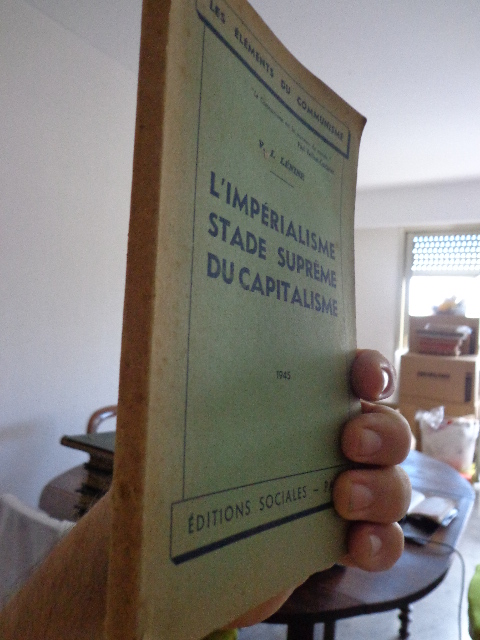 LES ÉLÉMENTS DU COMMUNISME
V. I. LÉNINE
L'IMPÉRIALISME
STADE SUPRÊME
DU CAPITALISME
1945
ÉDITIONS SOCIALES –